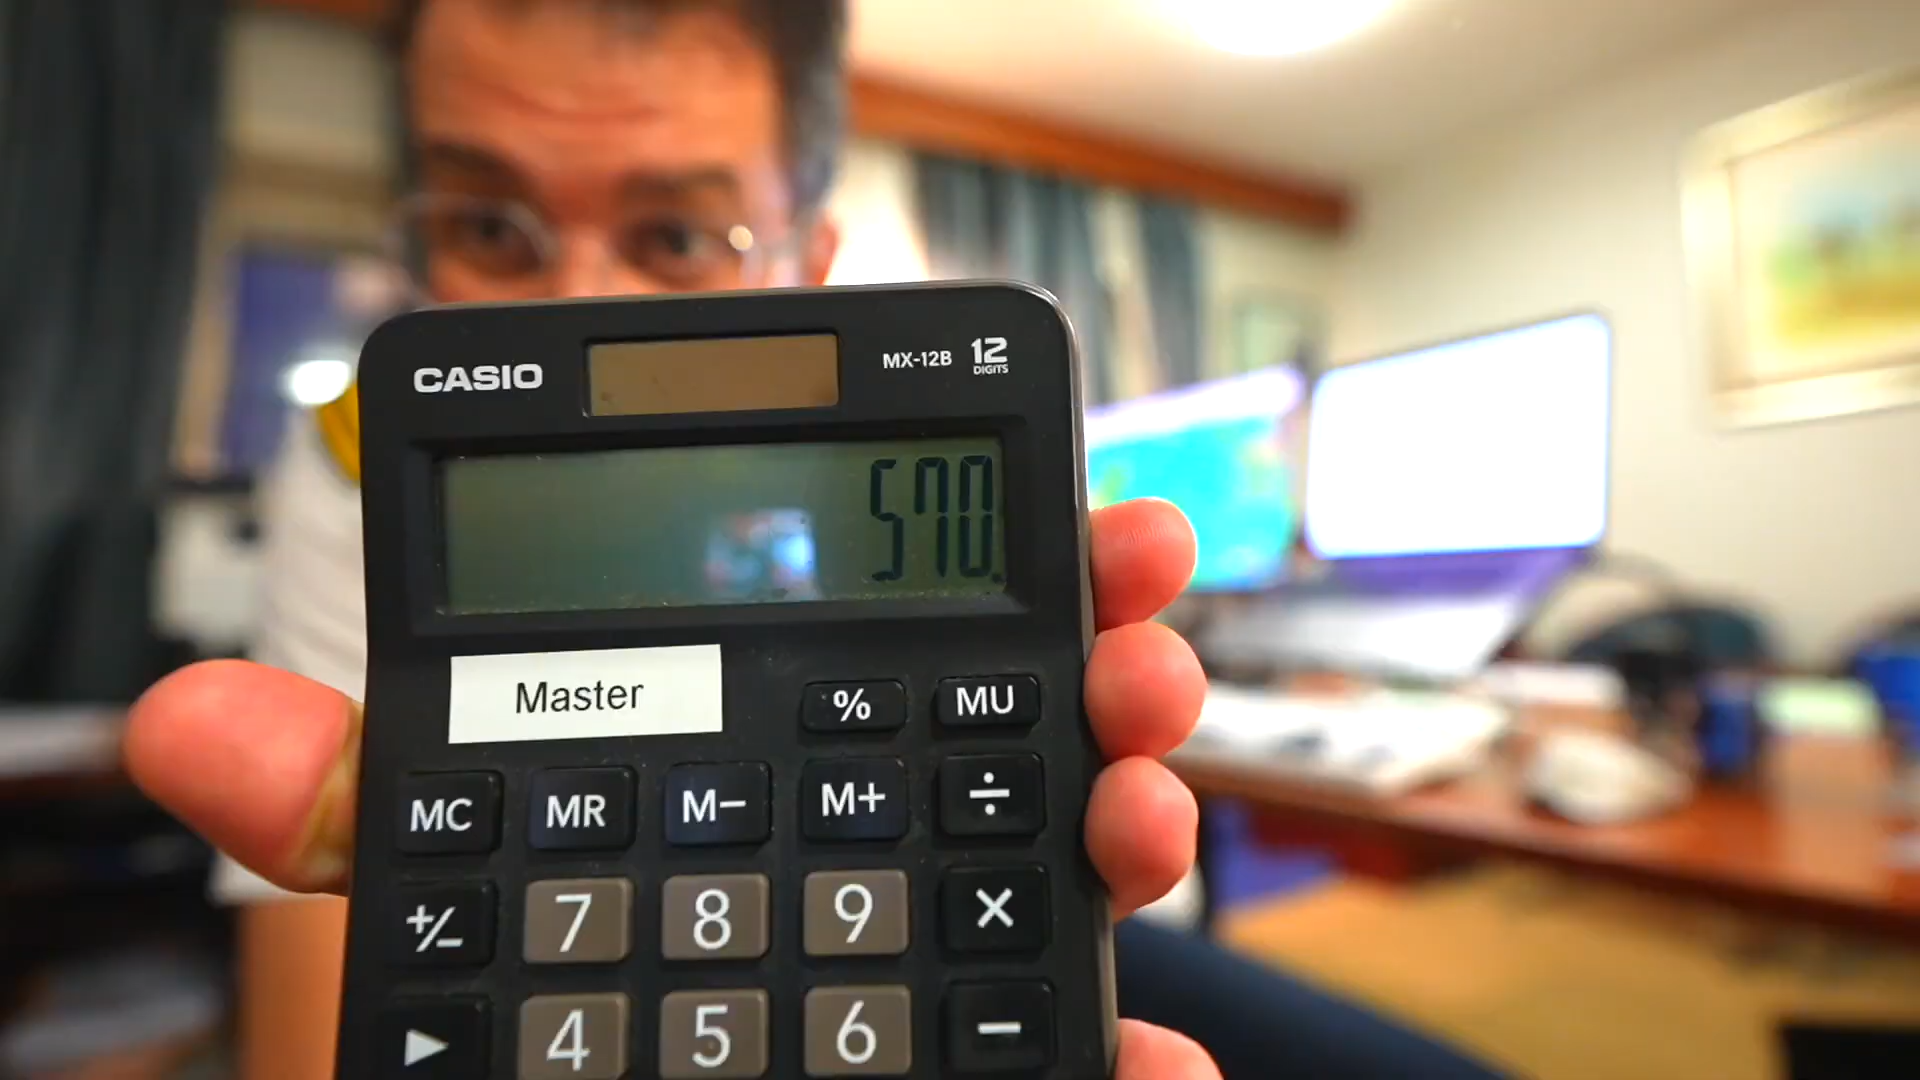 CASIO
MX-12B
12
DIGITS
570.
Master
% MU
MC MR M− M+ ÷
+/− 7 8 9 ×
▶ 4 5 6 −